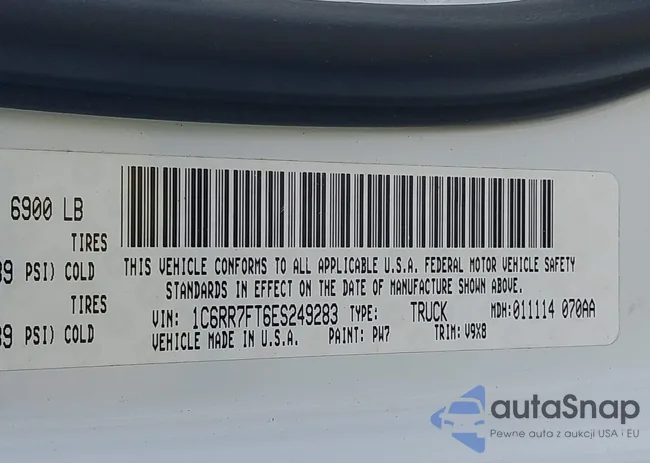 6900 LB
TIRES
39 PSI) COLD
TIRES
39 PSI) COLD
THIS VEHICLE CONFORMS TO ALL APPLICABLE U.S.A. FEDERAL MOTOR VEHICLE SAFETY
STANDARDS IN EFFECT ON THE DATE OF MANUFACTURE SHOWN ABOVE.
VIN: 1C6RR7FT6ES249283 TYPE: TRUCK MDH:011114 070AA
VEHICLE MADE IN U.S.A. PAINT: PW7 TRIM: V9X8
autaSnap
Pewne auta z aukcji USA i EU